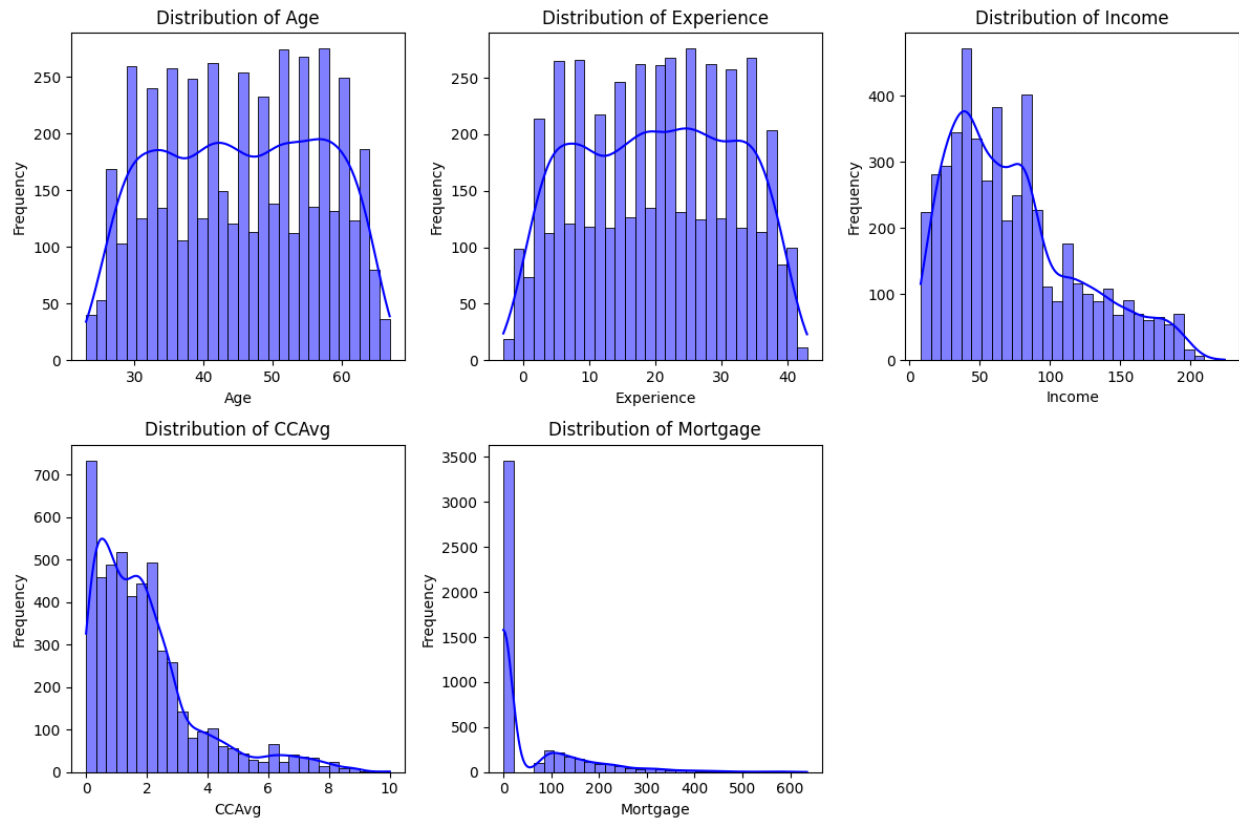 Distribution of Age
Distribution of Experience
Distribution of Income
Frequency
250
200
150
100
50
0
30 40 50 60
Age
Frequency
250
200
150
100
50
0
0 10 20 30 40
Experience
Frequency
400
300
200
100
0
0 50 100 150 200
Income
Distribution of CCAvg
Distribution of Mortgage
Frequency
700
600
500
400
300
200
100
0
0 2 4 6 8 10
CCAvg
Frequency
3500
3000
2500
2000
1500
1000
500
0
0 100 200 300 400 500 600
Mortgage